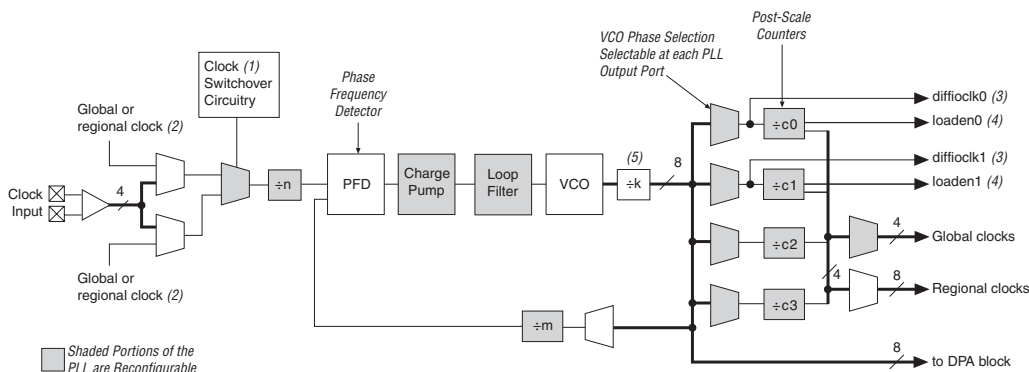 VCO Phase Selection
Selectable at each PLL
Output Port
Post-Scale
Counters
Clock (1)
Switchover
Circuitry
Phase
Frequency
Detector
Global or
regional clock (2)
Clock
Input
4
Global or
regional clock (2)
÷n
PFD
Charge
Pump
Loop
Filter
VCO
(5)
÷k
8
÷c0
÷c1
÷c2
÷c3
4
diffioclk0 (3)
loaden0 (4)
diffioclk1 (3)
loaden1 (4)
4
Global clocks
8
Regional clocks
÷m
8
to DPA block
Shaded Portions of the
PLL are Reconfigurable